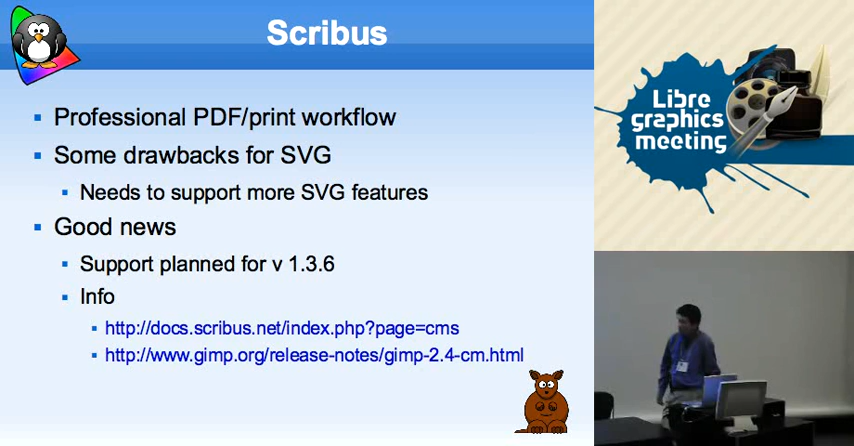 Scribus
Professional PDF/print workflow
Some drawbacks for SVG
Needs to support more SVG features
Good news
Support planned for v 1.3.6
Info
http://docs.scribus.net/index.php?page=cms
http://www.gimp.org/release-notes/gimp-2.4-cm.html
Libre
graphics
meeting